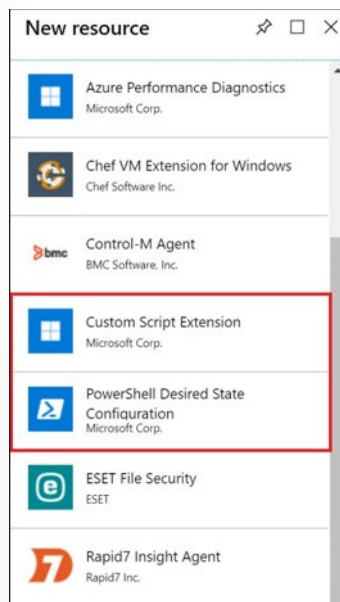 New resource
Azure Performance Diagnostics
Microsoft Corp.
Chef VM Extension for Windows
Chef Software Inc.
bmc
Control-M Agent
BMC Software, Inc.
Custom Script Extension
Microsoft Corp.
PowerShell Desired State
Configuration
Microsoft Corp.
ESET File Security
ESET
Rapid7 Insight Agent
Rapid7 Inc.